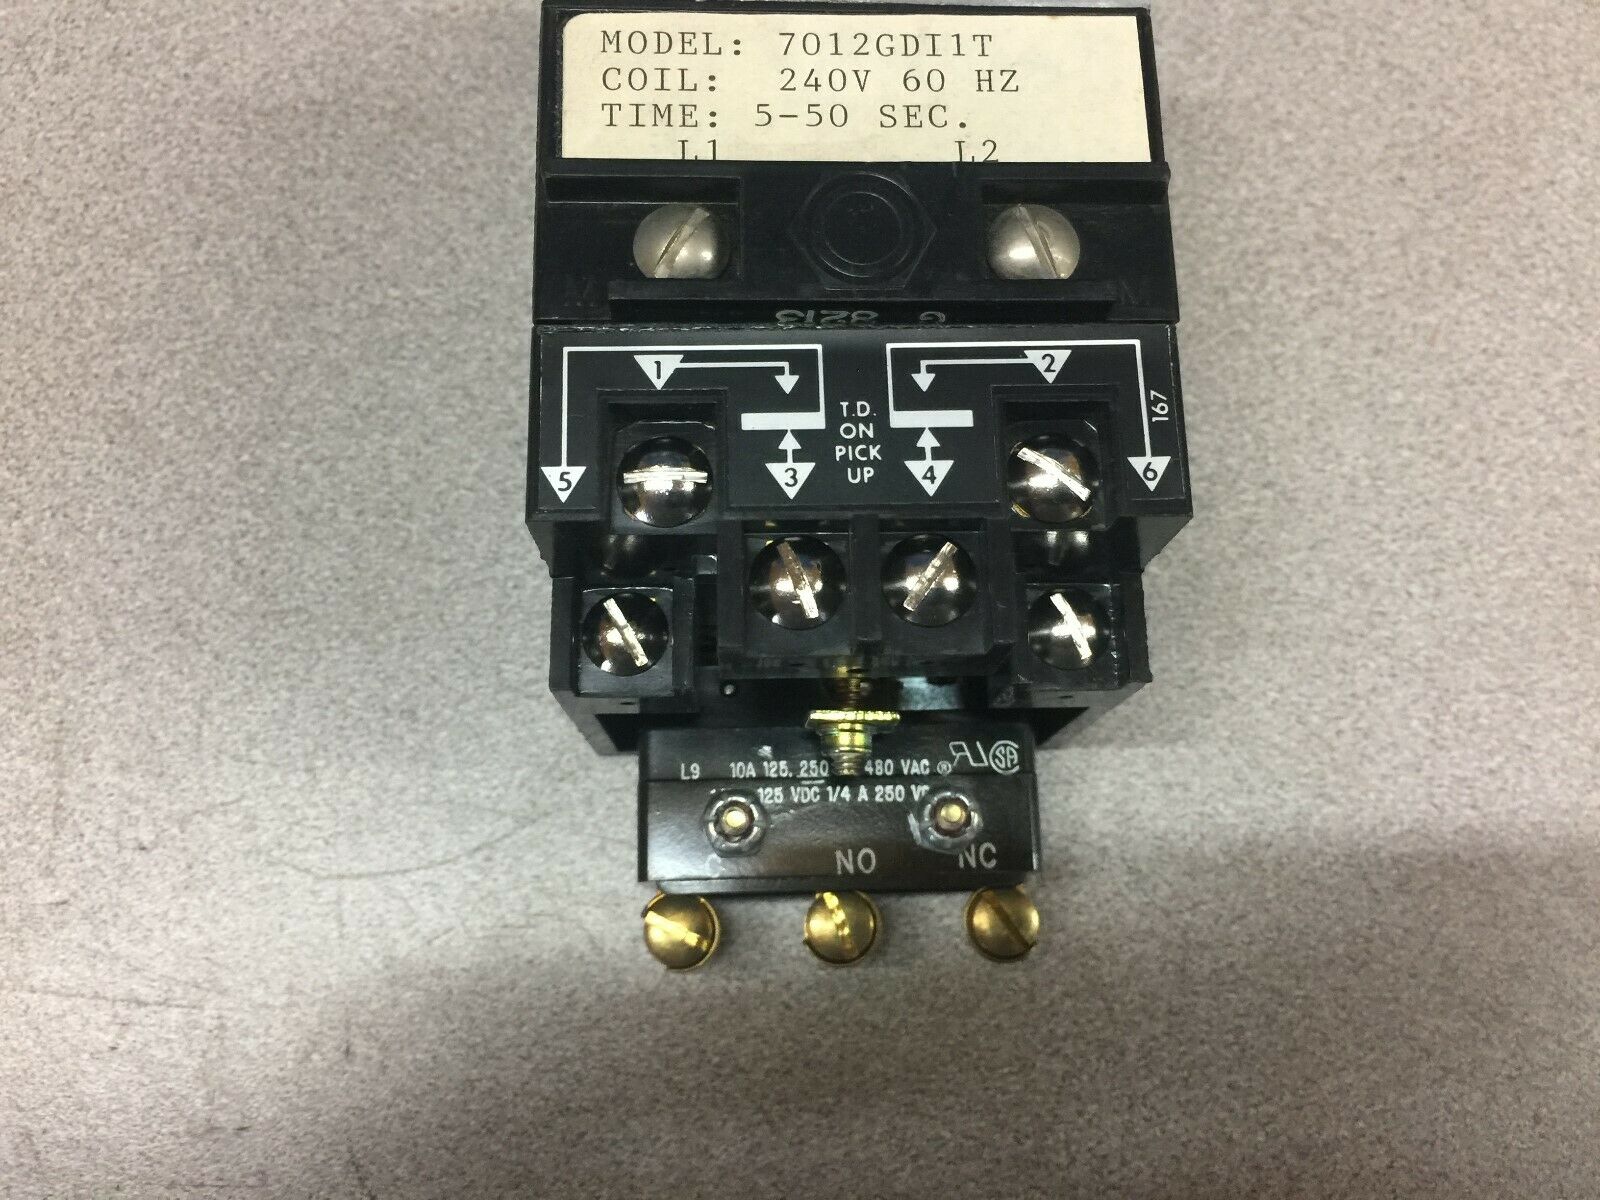 MODEL: 7012GDI1T
COIL: 240V 60 HZ
TIME: 5-50 SEC.
L1 L2
G 8213
1 2
T.D.
ON
PICK
UP
167
5 3 4 6
L9 10A 125, 250 480 VAC
125 VDC 1/4 A 250
NO NC